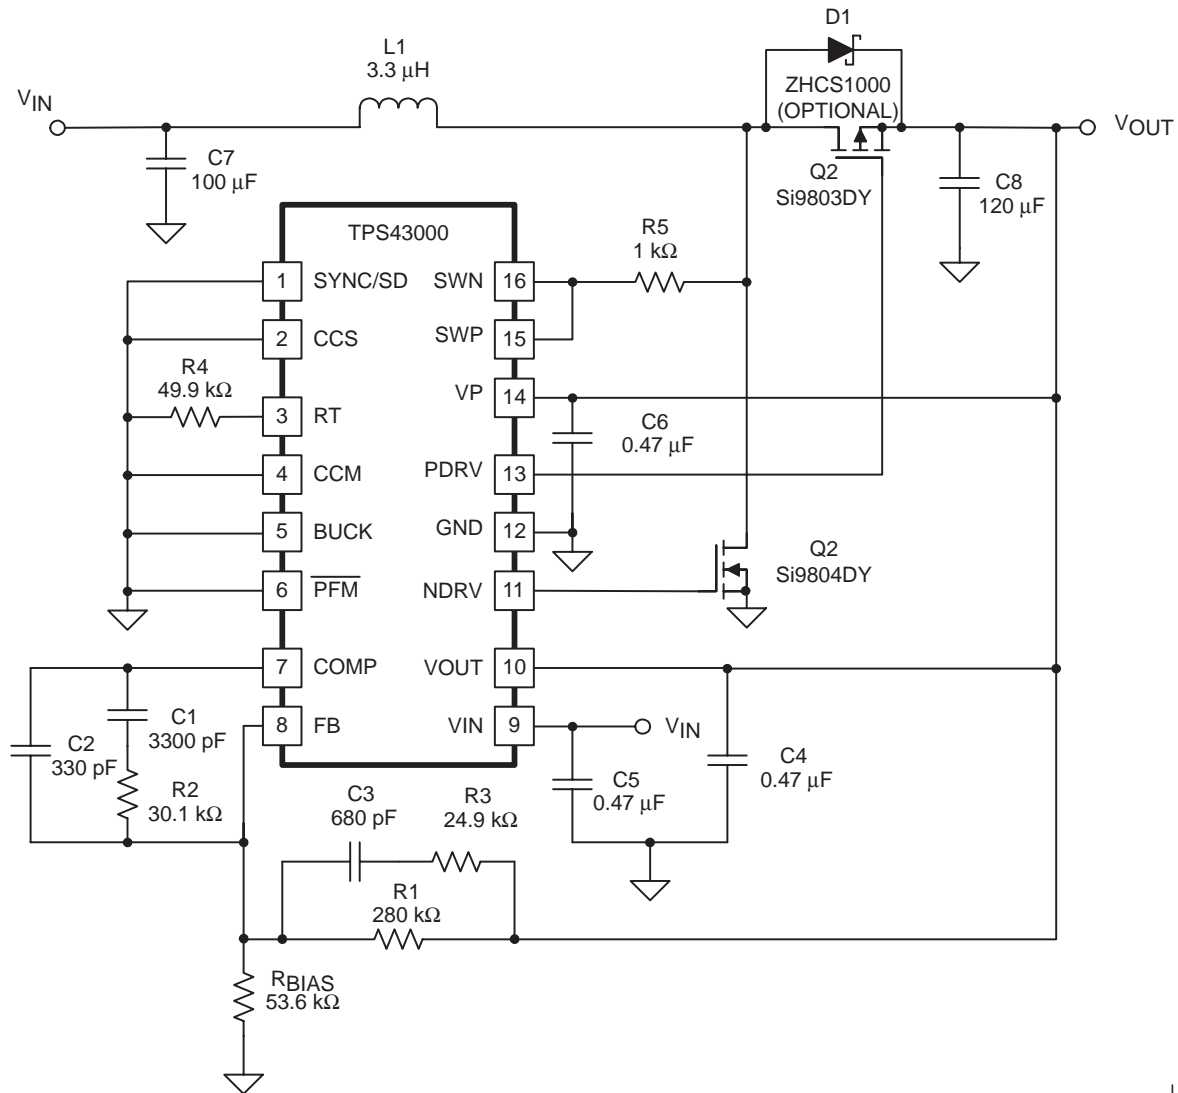 D1
L1
3.3 µH
ZHCS1000
(OPTIONAL)
VIN
VOUT
C7
100 µF
Q2
Si9803DY
C8
120 µF
TPS43000
R5
1 kΩ
1 SYNC/SD SWN 16
2 CCS SWP 15
R4
49.9 kΩ
VP 14
3 RT
C6
0.47 µF
4 CCM PDRV 13
5 BUCK GND 12
Q2
Si9804DY
6 PFM NDRV 11
7 COMP VOUT 10
8 FB VIN 9
VIN
C1
3300 pF
C2
330 pF
R2
30.1 kΩ
C4
0.47 µF
C5
0.47 µF
C3
680 pF
R3
24.9 kΩ
R1
280 kΩ
RBIAS
53.6 kΩ